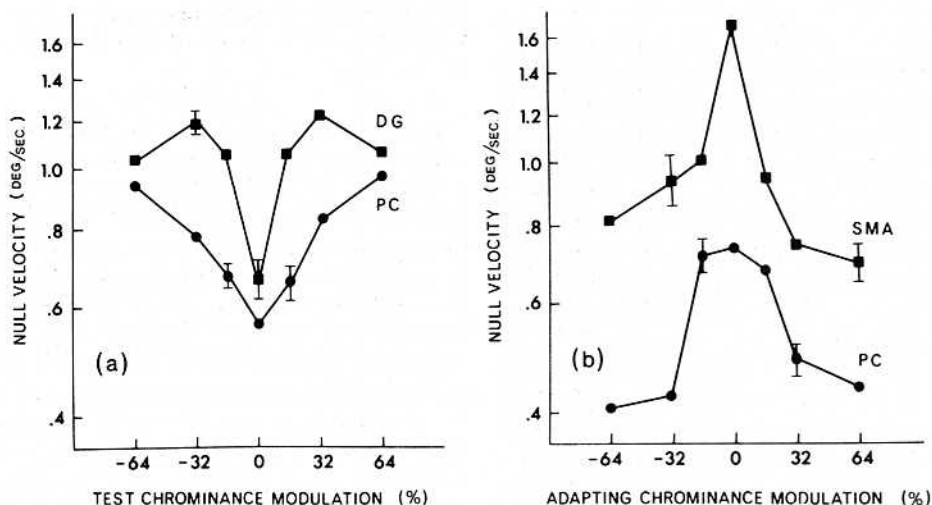 1.6
1.4
1.2
1.0
.8
.6
.4
NULL VELOCITY (DEG/SEC.)
DG
PC
(a)
-64 -32 0 32 64
TEST CHROMINANCE MODULATION (%)
1.6
1.4
1.2
1.0
.8
.6
.4
NULL VELOCITY (DEG/SEC.)
SMA
PC
(b)
-64 -32 0 32 64
ADAPTING CHROMINANCE MODULATION (%)